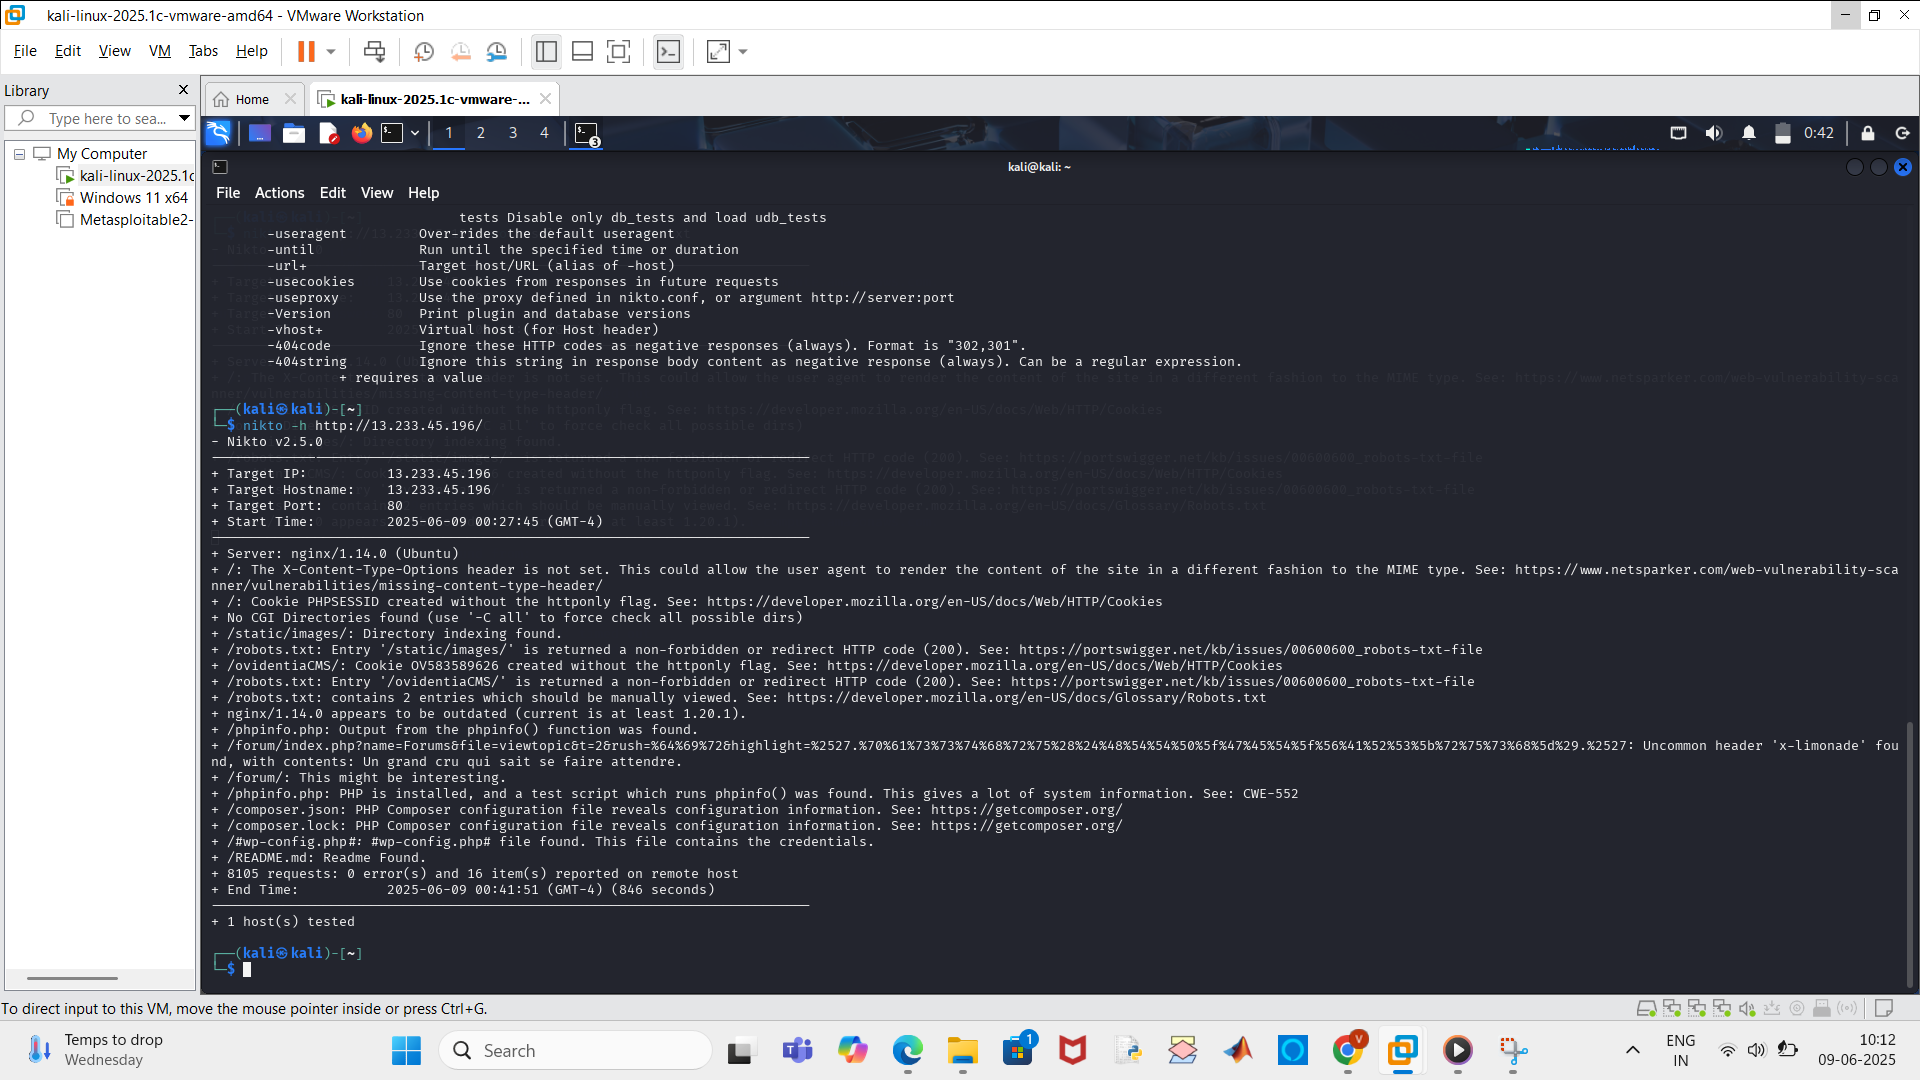 kali-linux-2025.1c-vmware-amd64 - VMware Workstation
File Edit View VM Tabs Help
Library
Type here to sea...
My Computer
kali-linux-2025.1c
Windows 11 x64
Metasploitable2-
Home
kali-linux-2025.1c-vmware-...
1 2 3 4
3
0:42
kali@kali: ~
File Actions Edit View Help
tests Disable only db_tests and load udb_tests
-useragent Over-rides the default useragent
-until Run until the specified time or duration
-url+ Target host/URL (alias of -host)
-usecookies Use cookies from responses in future requests
-useproxy Use the proxy defined in nikto.conf, or argument http://server:port
-Version Print plugin and database versions
-vhost+ Virtual host (for Host header)
-404code Ignore these HTTP codes as negative responses (always). Format is "302,301".
-404string Ignore this string in response body content as negative response (always). Can be a regular expression.
+ requires a value
┌──(kali㉿kali)-[~]
└─$ nikto -h http://13.233.45.196/
- Nikto v2.5.0
+ Target IP: 13.233.45.196
+ Target Hostname: 13.233.45.196
+ Target Port: 80
+ Start Time: 2025-06-09 00:27:45 (GMT-4)
+ Server: nginx/1.14.0 (Ubuntu)
+ /: The X-Content-Type-Options header is not set. This could allow the user agent to render the content of the site in a different fashion to the MIME type. See: https://www.netsparker.com/web-vulnerability-sca
nner/vulnerabilities/missing-content-type-header/
+ /: Cookie PHPSESSID created without the httponly flag. See: https://developer.mozilla.org/en-US/docs/Web/HTTP/Cookies
+ No CGI Directories found (use '-C all' to force check all possible dirs)
+ /static/images/: Directory indexing found.
+ /robots.txt: Entry '/static/images/' is returned a non-forbidden or redirect HTTP code (200). See: https://portswigger.net/kb/issues/00600600_robots-txt-file
+ /ovidentiaCMS/: Cookie OV583589626 created without the httponly flag. See: https://developer.mozilla.org/en-US/docs/Web/HTTP/Cookies
+ /robots.txt: Entry '/ovidentiaCMS/' is returned a non-forbidden or redirect HTTP code (200). See: https://portswigger.net/kb/issues/00600600_robots-txt-file
+ /robots.txt: contains 2 entries which should be manually viewed. See: https://developer.mozilla.org/en-US/docs/Glossary/Robots.txt
+ nginx/1.14.0 appears to be outdated (current is at least 1.20.1).
+ /phpinfo.php: Output from the phpinfo() function was found.
+ /forum/index.php?name=Forums&file=viewtopic&t=2&rush=%64%69%72&highlight=%2527.%70%61%73%73%74%68%72%75%28%24%48%54%54%50%5f%47%45%54%5f%56%41%52%53%5b%72%75%73%68%5d%29.%2527: Uncommon header 'x-limonade' fou
nd, with contents: Un grand cru qui sait se faire attendre.
+ /forum/: This might be interesting.
+ /phpinfo.php: PHP is installed, and a test script which runs phpinfo() was found. This gives a lot of system information. See: CWE-552
+ /composer.json: PHP Composer configuration file reveals configuration information. See: https://getcomposer.org/
+ /composer.lock: PHP Composer configuration file reveals configuration information. See: https://getcomposer.org/
+ /#wp-config.php#: #wp-config.php# file found. This file contains the credentials.
+ /README.md: Readme Found.
+ 8105 requests: 0 error(s) and 16 item(s) reported on remote host
+ End Time: 2025-06-09 00:41:51 (GMT-4) (846 seconds)
+ 1 host(s) tested
┌──(kali㉿kali)-[~]
└─$
To direct input to this VM, move the mouse pointer inside or press Ctrl+G.
Temps to drop
Wednesday
Search
1
V
ENG
IN
10:12
09-06-2025